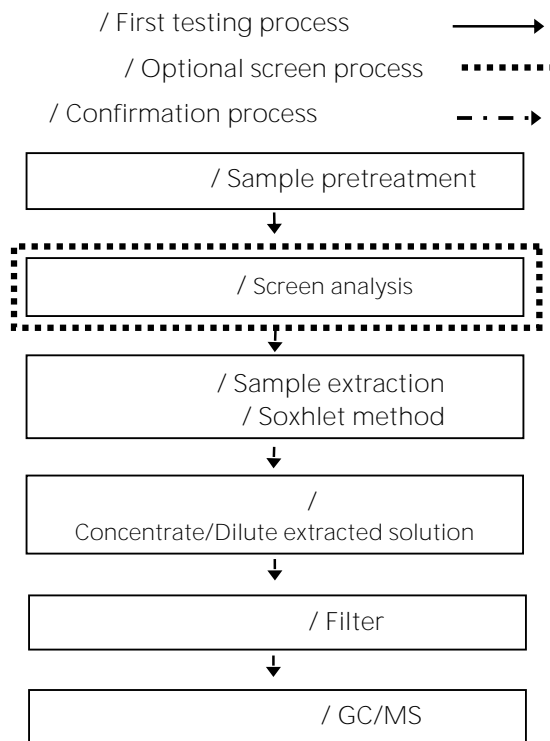 / First testing process
/ Optional screen process
/ Confirmation process
/ Sample pretreatment
/ Screen analysis
/ Sample extraction
/ Soxhlet method
/
Concentrate/Dilute extracted solution
/ Filter
/ GC/MS